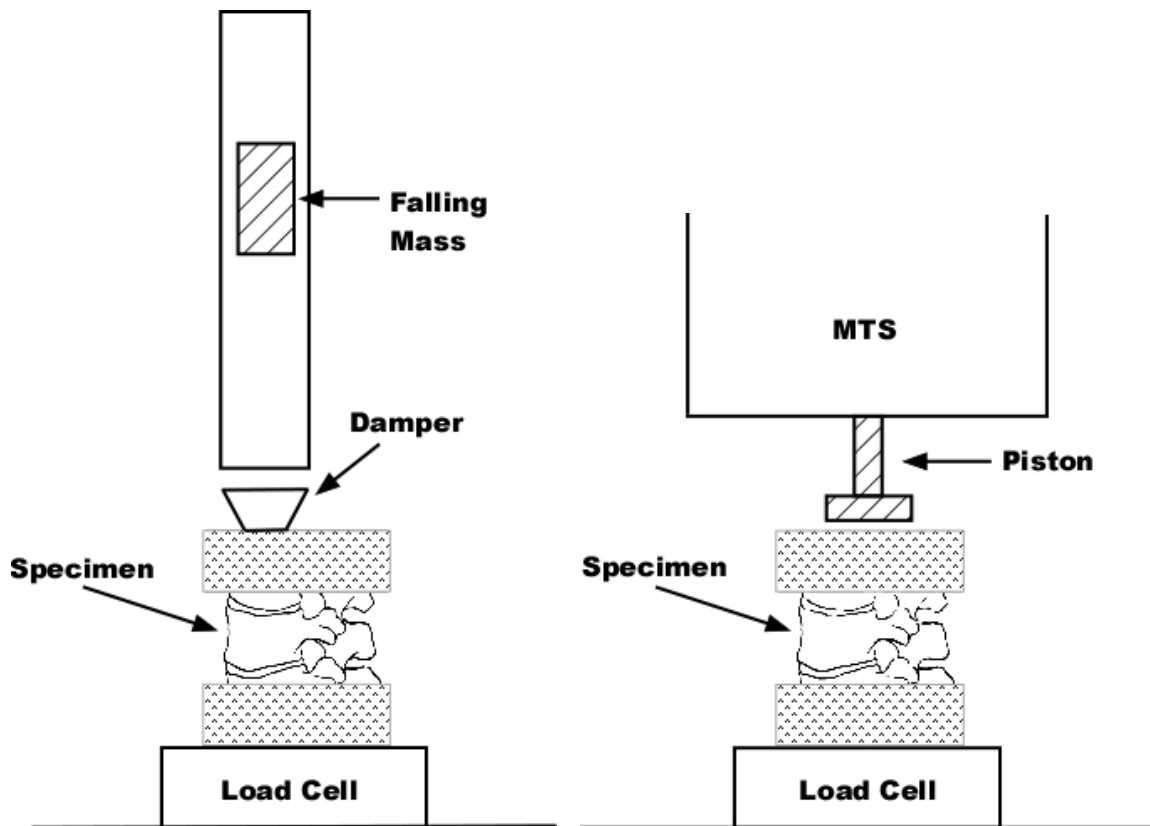 Falling
Mass
Damper
Specimen
Load Cell
MTS
Piston
Specimen
Load Cell